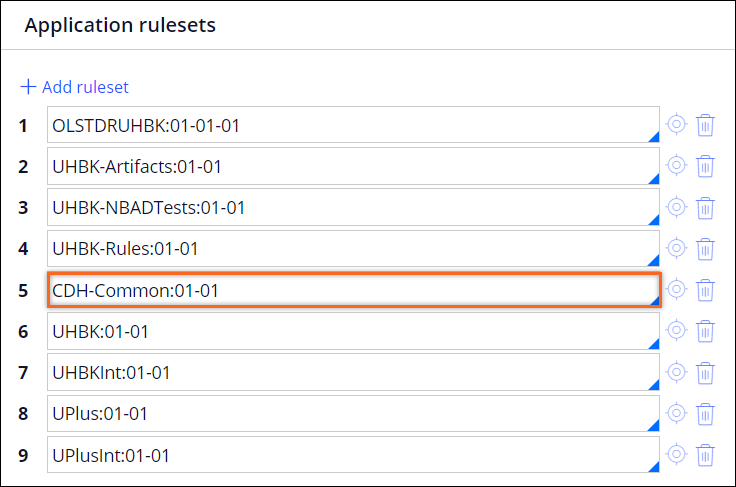 Application rulesets
+ Add ruleset
1 OLSTDRUHBK:01-01-01
2 UHBK-Artifacts:01-01
3 UHBK-NBADTests:01-01
4 UHBK-Rules:01-01
5 CDH-Common:01-01
6 UHBK:01-01
7 UHBKInt:01-01
8 UPlus:01-01
9 UPlusInt:01-01